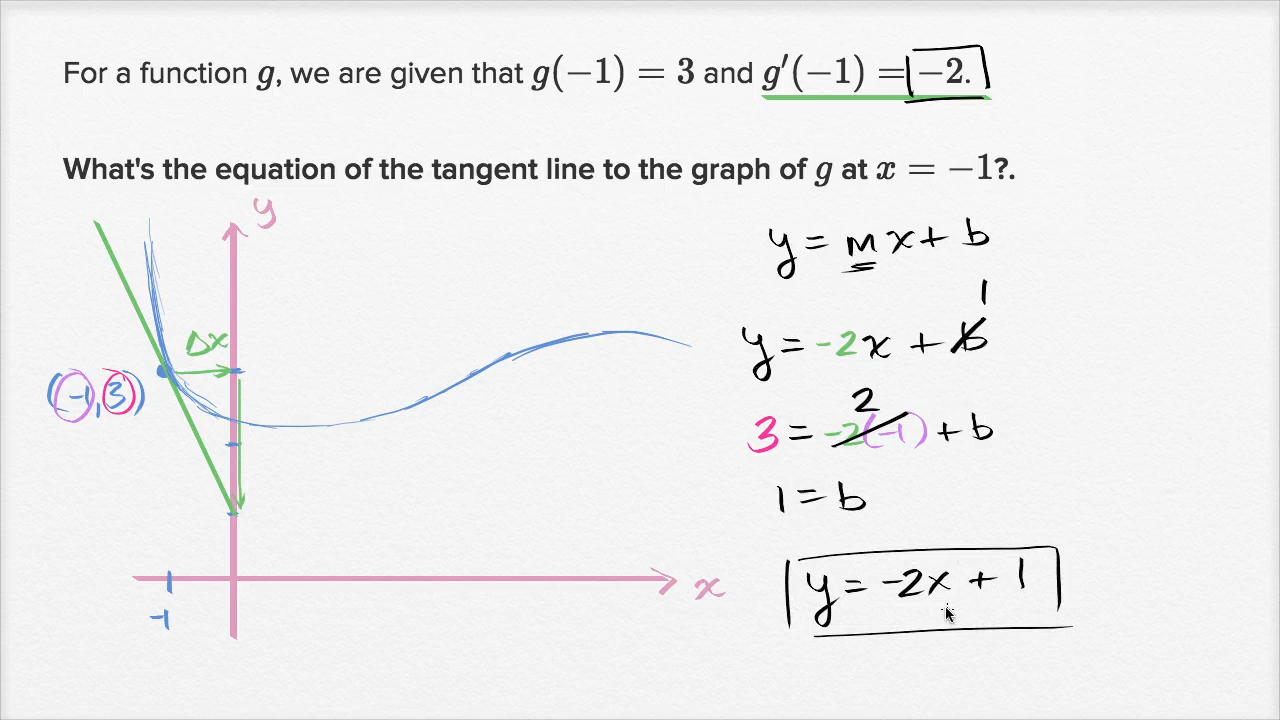 For a function g, we are given that g(−1) = 3 and g′(−1) = −2.
What's the equation of the tangent line to the graph of g at x = −1?.
y
y = mx + b
1
Δx
y = -2x + b
(-1, 3)
2
3 = -2(-1) + b
1 = b
y = -2x + 1
x
-1